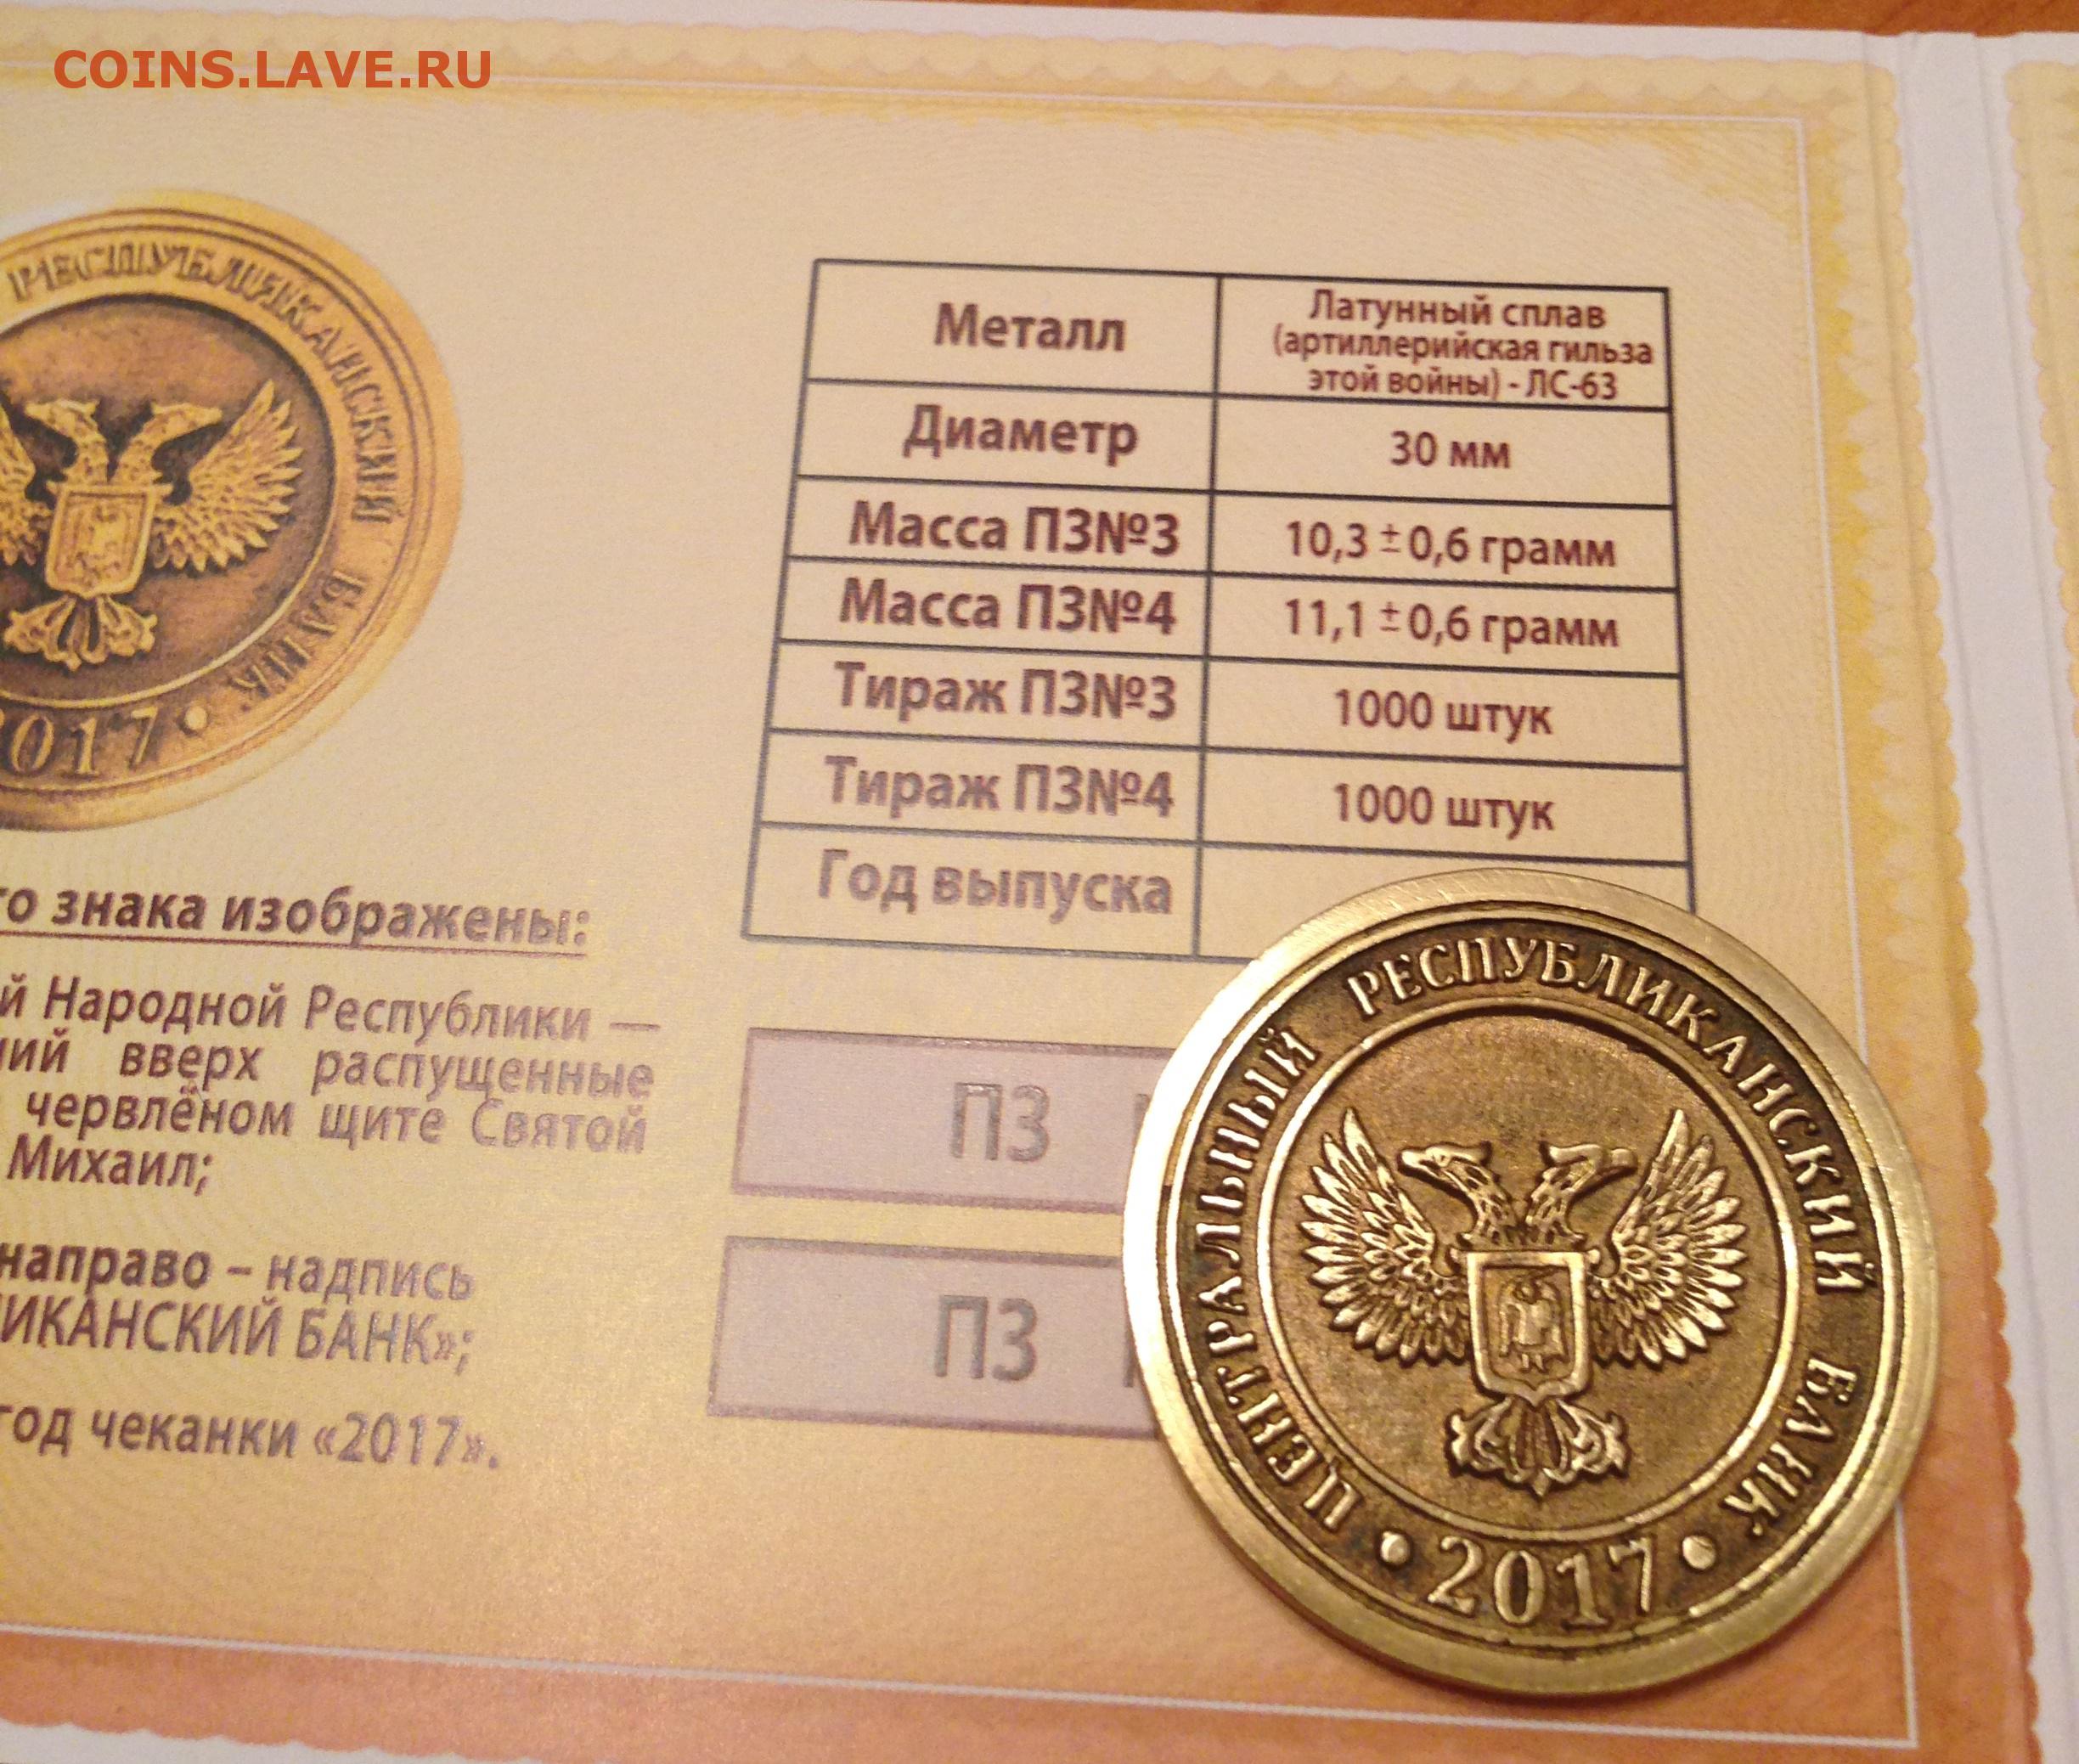 COINS.LAVE.RU
РЕСПУБЛИКАНСКИЙ БАНК
2017
Металл
Латунный сплав
(артиллерийская гильза
этой войны) - ЛС-63
Диаметр
30 мм
Масса ПЗ№3
10,3 ± 0,6 грамм
Масса ПЗ№4
11,1 ± 0,6 грамм
Тираж ПЗ№3
1000 штук
Тираж ПЗ№4
1000 штук
Год выпуска
знака изображены:
Народной Республики —
вверх распущенные
червлёном щите Святой
Михаил;
направо – надпись
БАНК»;
год чеканки «2017».
ПЗ
ПЗ
ЦЕНТРАЛЬНЫЙ РЕСПУБЛИКАНСКИЙ БАНК
• 2017 •